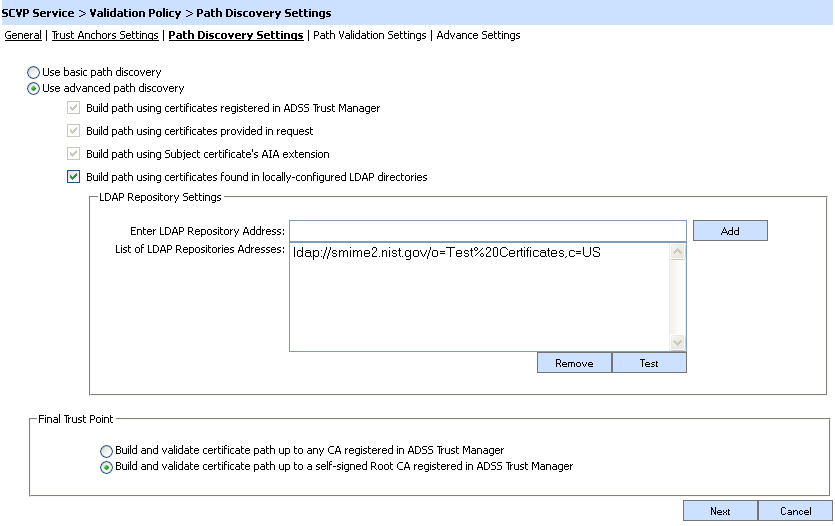 SCVP Service > Validation Policy > Path Discovery Settings
General | Trust Anchors Settings | Path Discovery Settings | Path Validation Settings | Advance Settings
Use basic path discovery
Use advanced path discovery
Build path using certificates registered in ADSS Trust Manager
Build path using certificates provided in request
Build path using Subject certificate's AIA extension
Build path using certificates found in locally-configured LDAP directories
LDAP Repository Settings
Enter LDAP Repository Address:
Add
List of LDAP Repositories Adresses:
ldap://smime2.nist.gov/o=Test%20Certificates,c=US
Remove
Test
Final Trust Point
Build and validate certificate path up to any CA registered in ADSS Trust Manager
Build and validate certificate path up to a self-signed Root CA registered in ADSS Trust Manager
Next
Cancel